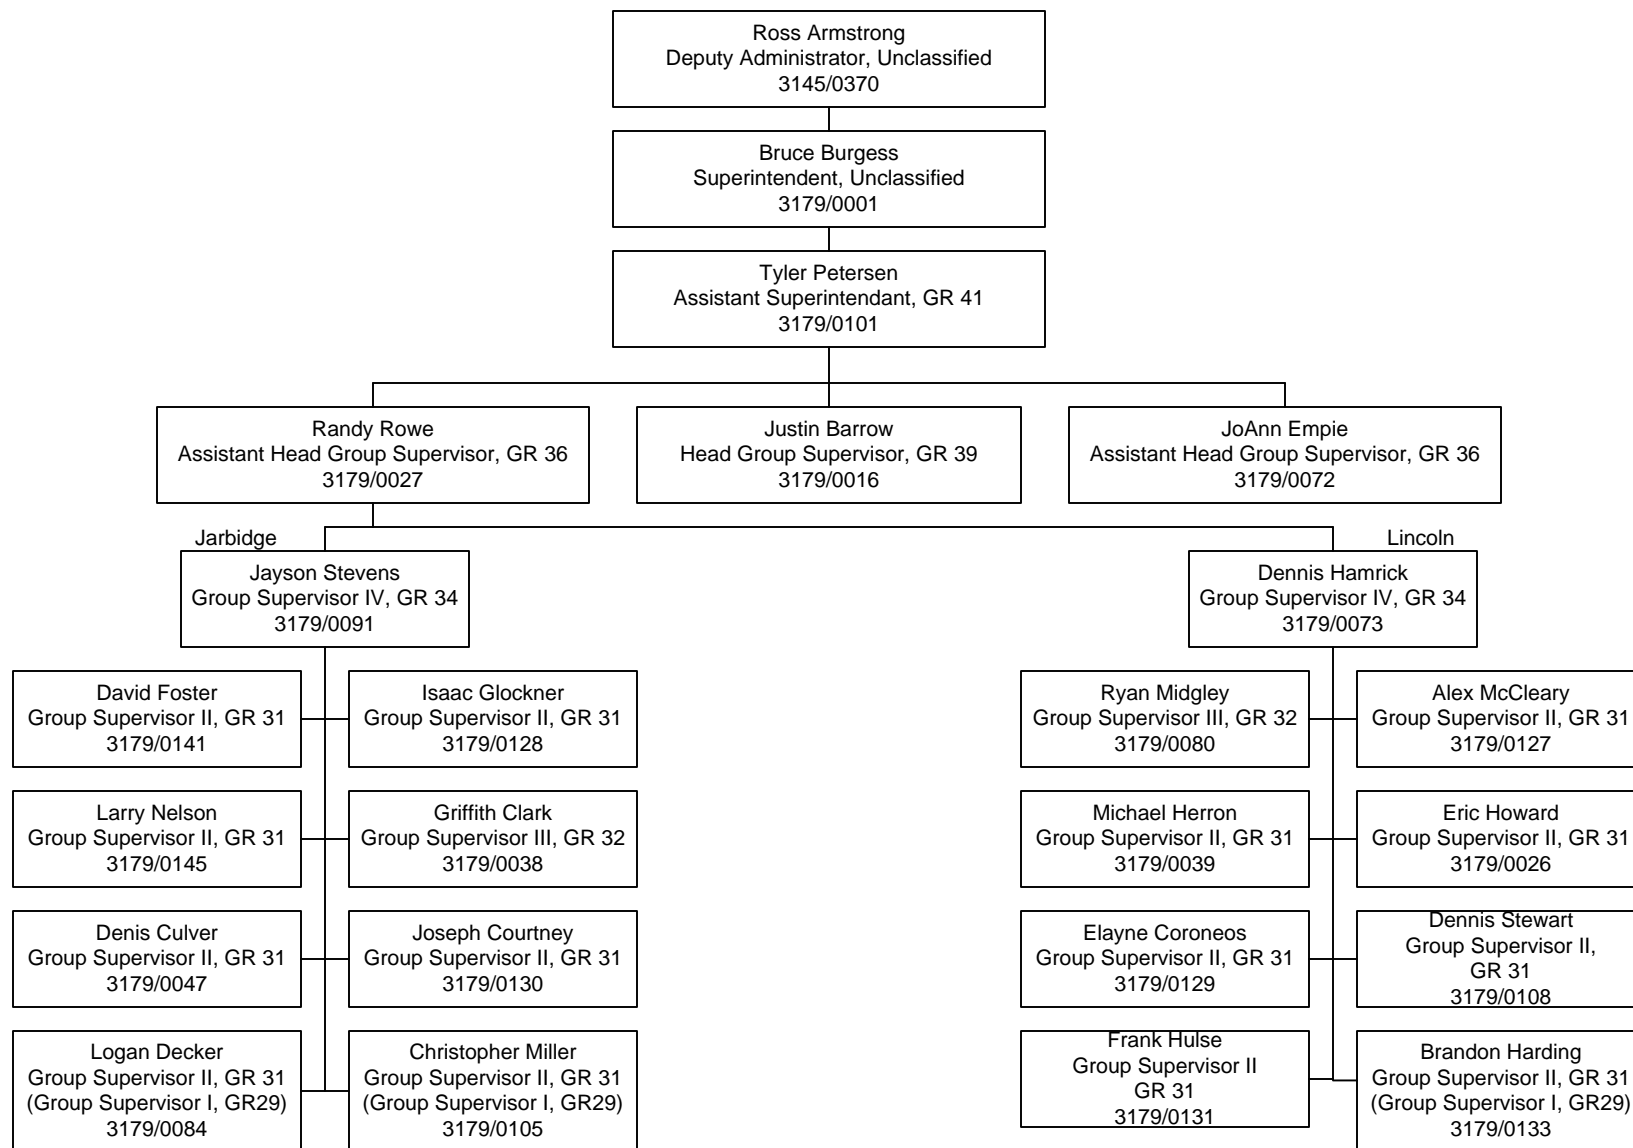 Ross Armstrong
Deputy Administrator, Unclassified
3145/0370
Bruce Burgess
Superintendent, Unclassified
3179/0001
Tyler Petersen
Assistant Superintendant, GR 41
3179/0101
Randy Rowe
Assistant Head Group Supervisor, GR 36
3179/0027
Justin Barrow
Head Group Supervisor, GR 39
3179/0016
JoAnn Empie
Assistant Head Group Supervisor, GR 36
3179/0072
Jarbidge
Jayson Stevens
Group Supervisor IV, GR 34
3179/0091
Lincoln
Dennis Hamrick
Group Supervisor IV, GR 34
3179/0073
David Foster
Group Supervisor II, GR 31
3179/0141
Isaac Glockner
Group Supervisor II, GR 31
3179/0128
Ryan Midgley
Group Supervisor III, GR 32
3179/0080
Alex McCleary
Group Supervisor II, GR 31
3179/0127
Larry Nelson
Group Supervisor II, GR 31
3179/0145
Griffith Clark
Group Supervisor III, GR 32
3179/0038
Michael Herron
Group Supervisor II, GR 31
3179/0039
Eric Howard
Group Supervisor II, GR 31
3179/0026
Denis Culver
Group Supervisor II, GR 31
3179/0047
Joseph Courtney
Group Supervisor II, GR 31
3179/0130
Elayne Coroneos
Group Supervisor II, GR 31
3179/0129
Dennis Stewart
Group Supervisor II,
GR 31
3179/0108
Logan Decker
Group Supervisor II, GR 31
(Group Supervisor I, GR29)
3179/0084
Christopher Miller
Group Supervisor II, GR 31
(Group Supervisor I, GR29)
3179/0105
Frank Hulse
Group Supervisor II
GR 31
3179/0131
Brandon Harding
Group Supervisor II, GR 31
(Group Supervisor I, GR29)
3179/0133